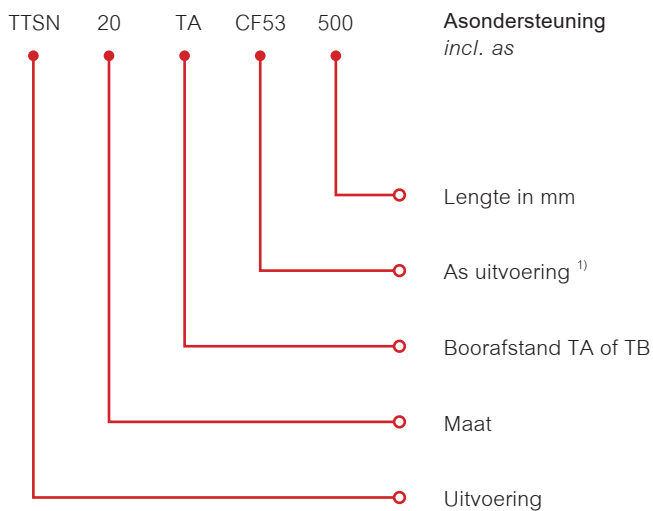 TTSN 20 TA CF53 500 Asondersteuning
incl. as
Lengte in mm
As uitvoering 1)
Boorafstand TA of TB
Maat
Uitvoering